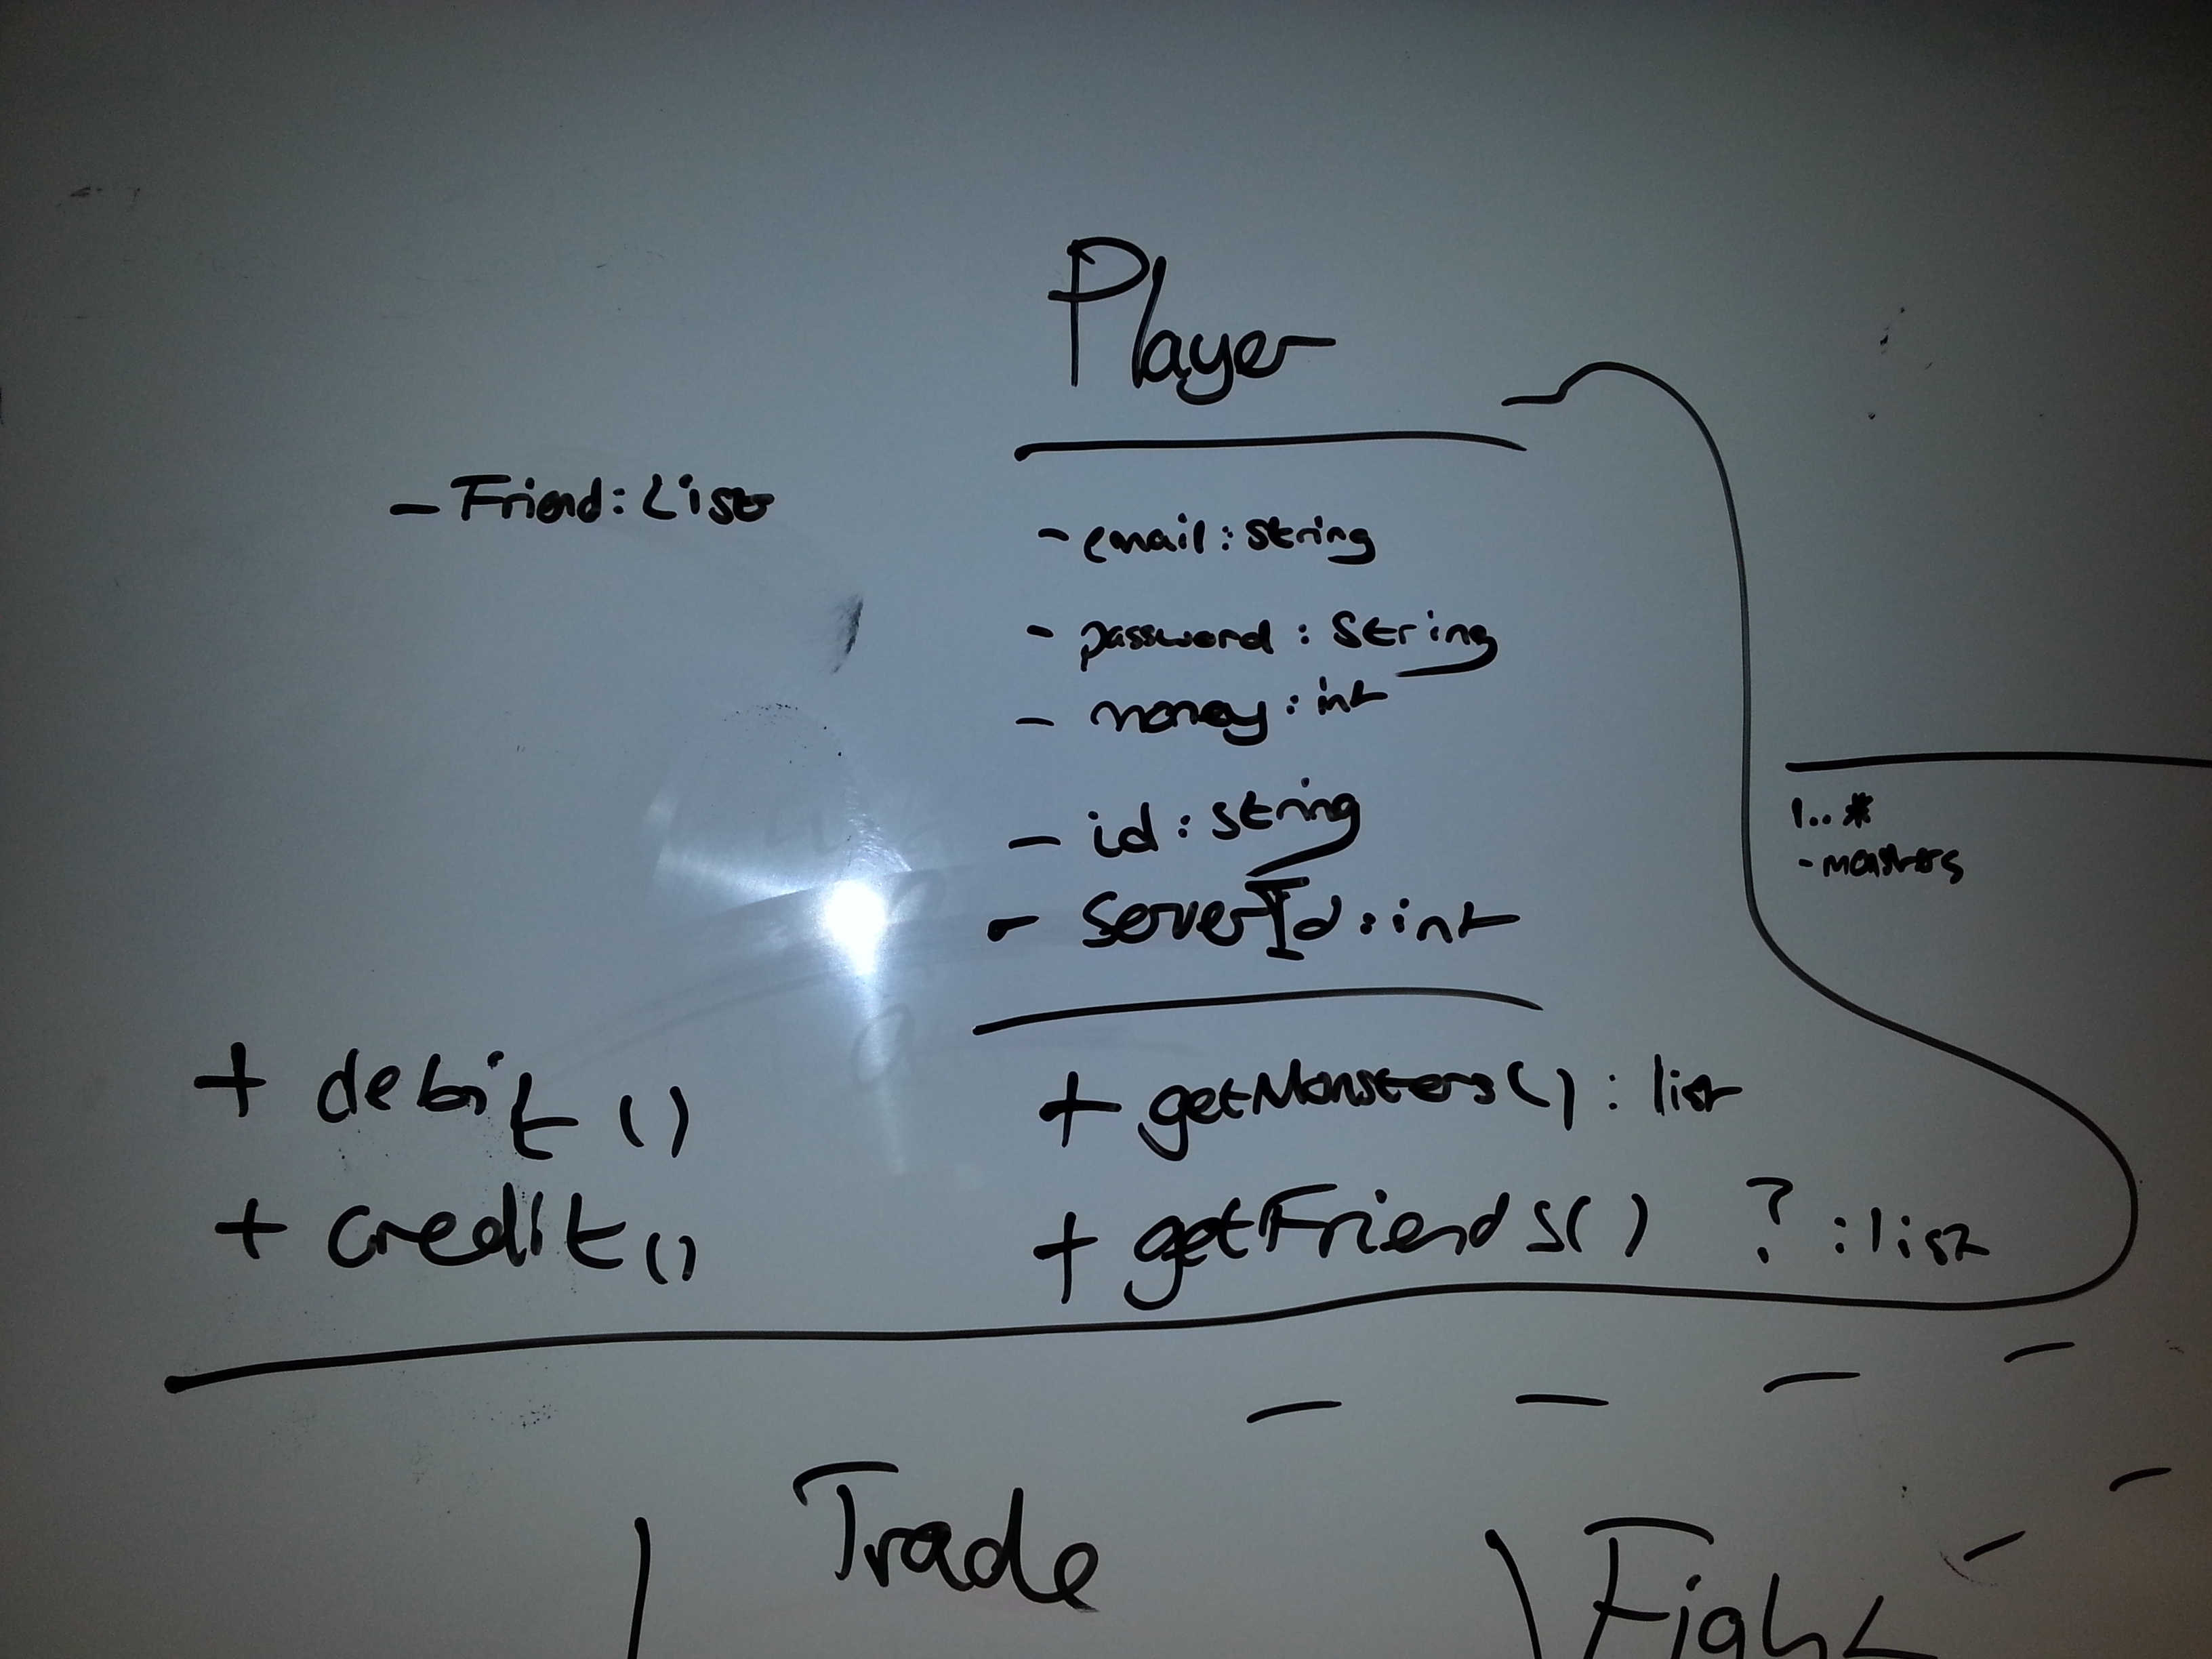 Player
- Friend: List
- email: string
- password: String
- money: int
- id: string
- serverId: int
1..*
- monsters
+ debit()
+ credit()
+ getMonsters(): list
+ getFriends() ? : list
Trade
Fight